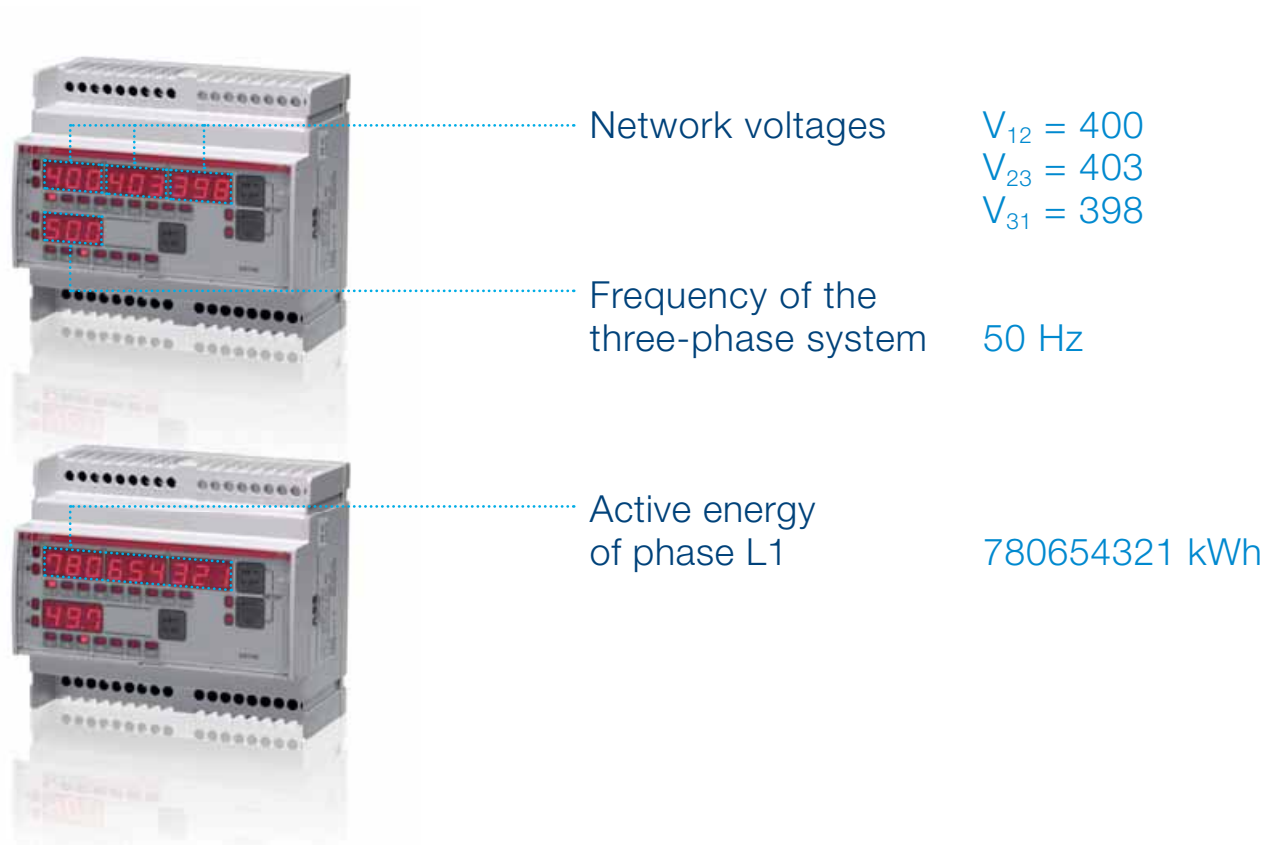 Network voltages V₁₂ = 400
V₂₃ = 403
V₃₁ = 398
400 403 398
500
Frequency of the
three-phase system 50 Hz
Active energy
of phase L1 780654321 kWh
780654321
49.7